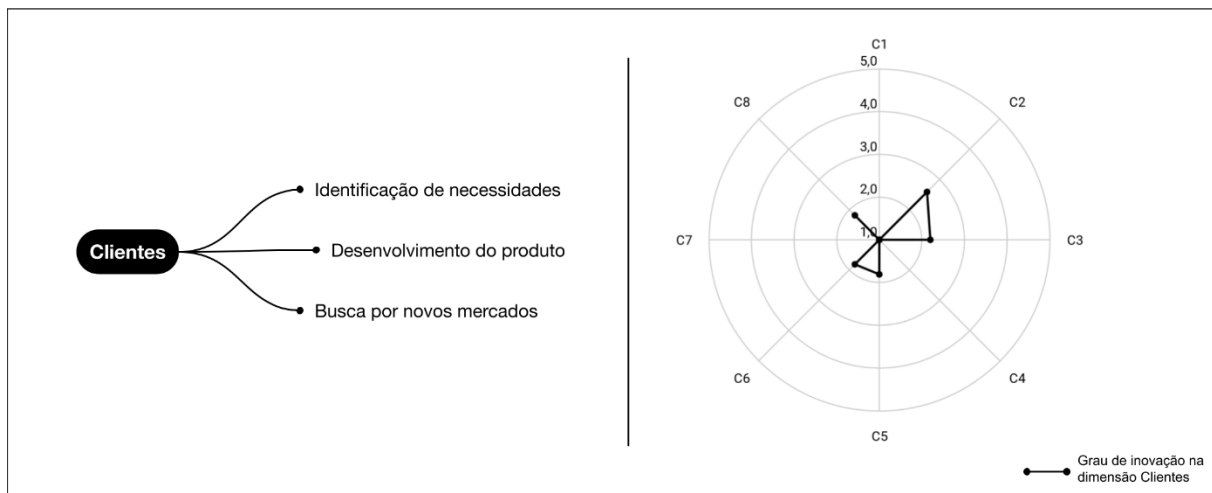 Clientes
Identificação de necessidades
Desenvolvimento do produto
Busca por novos mercados
C1
5,0
4,0
3,0
2,0
1,0
C2
C3
C4
C5
C6
C7
C8
Grau de inovação na
dimensão Clientes